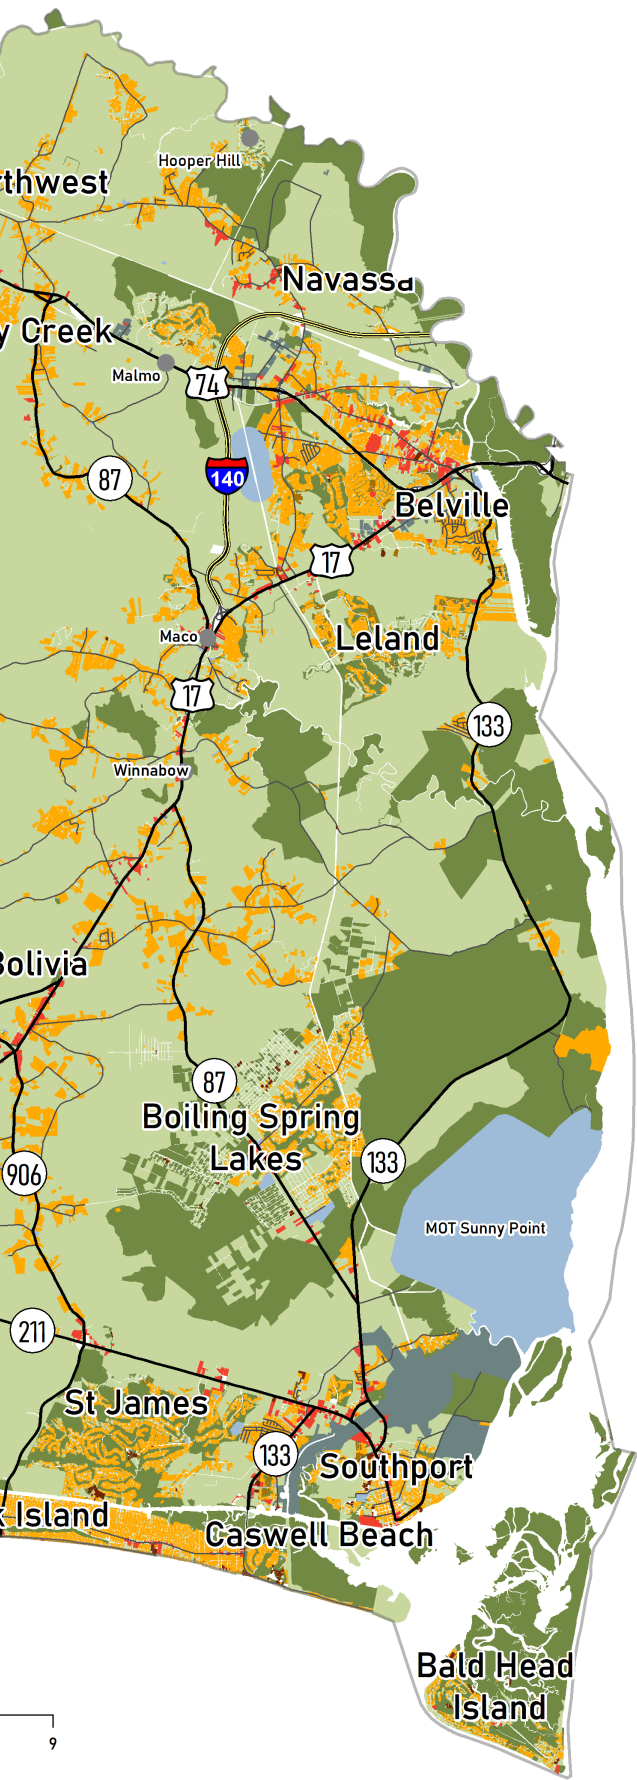 Hooper Hill
rthwest
Navassa
y Creek
Malmo
74
87
140
Belville
17
Maco
Leland
17
133
Winnabow
Bolivia
87
Boiling Spring
Lakes
133
906
MOT Sunny Point
211
St James
133
Southport
k Island
Caswell Beach
Bald Head
Island
9